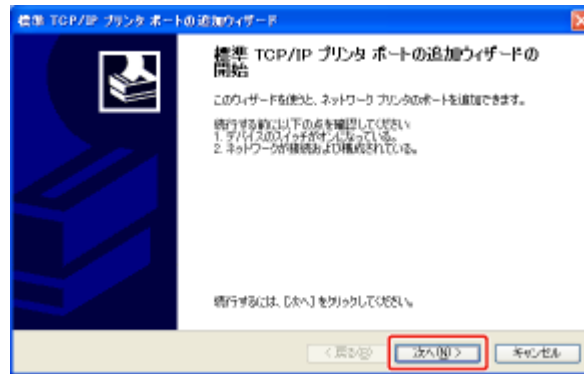 標準 TCP/IP プリンタ ポートの追加ウィザード
標準 TCP/IP プリンタ ポートの追加ウィザードの
開始
このウィザードを使うと、ネットワーク プリンタのポートを追加できます。
続行する前に以下の点を確認してください:
1. デバイスのスイッチがオンになっている。
2. ネットワークが接続および構成されている。
続行するには、[次へ] をクリックしてください。
< 戻る(B)
次へ(N) >
キャンセル